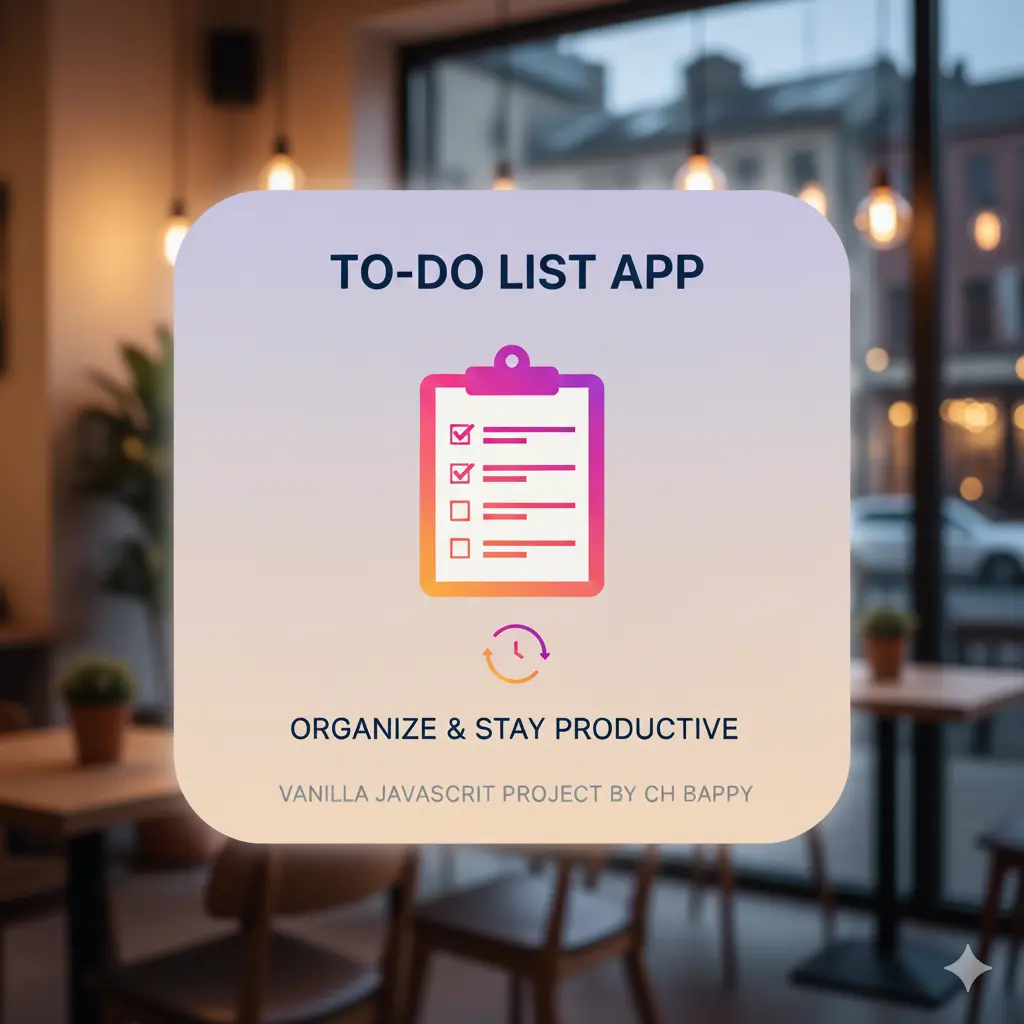 TO-DO LIST APP
ORGANIZE & STAY PRODUCTIVE
VANILLA JAVASCRIT PROJECT BY CH BAPPY